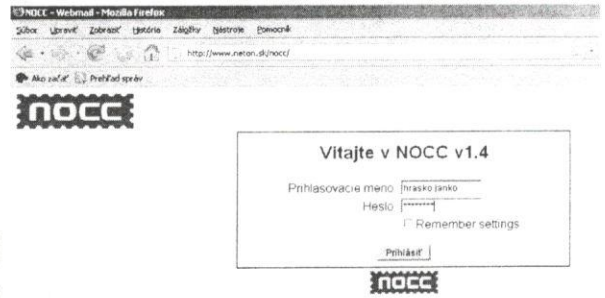 NOCC - Webmail - Mozilla Firefox
Súbor Upraviť Zobraziť História Záložky Nástroje Pomocník
http://www.neton.sk/nocc/
Ako začať Prehľad správ
nocc
Vitajte v NOCC v1.4
Prihlasovacie meno hrasko janko
Heslo ********
Remember settings
Prihlásiť
nocc